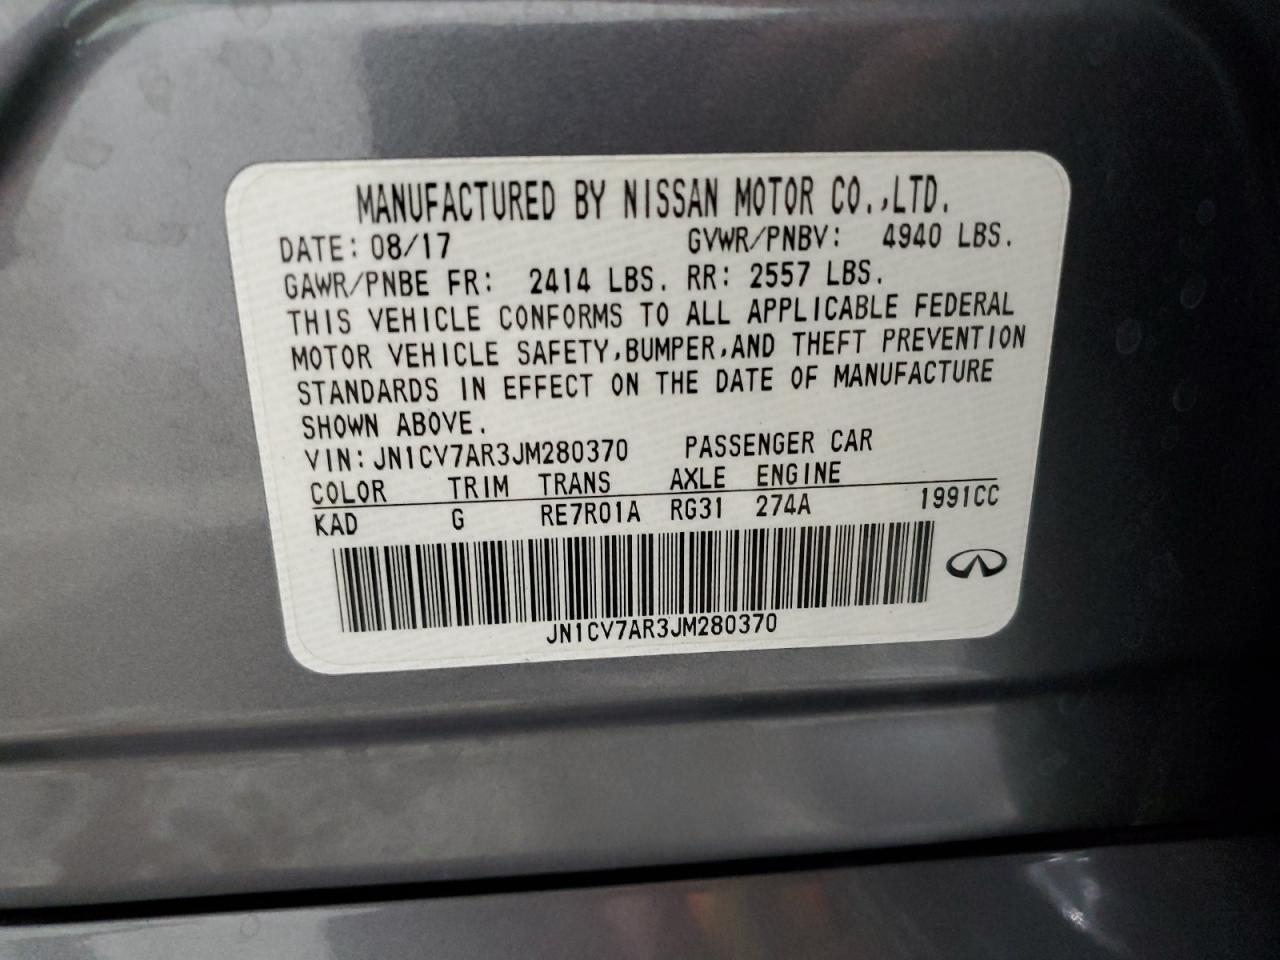 MANUFACTURED BY NISSAN MOTOR CO.,LTD.
DATE: 08/17 GVWR/PNBV: 4940 LBS.
GAWR/PNBE FR: 2414 LBS. RR: 2557 LBS.
THIS VEHICLE CONFORMS TO ALL APPLICABLE FEDERAL
MOTOR VEHICLE SAFETY,BUMPER,AND THEFT PREVENTION
STANDARDS IN EFFECT ON THE DATE OF MANUFACTURE
SHOWN ABOVE.
VIN: JN1CV7AR3JM280370 PASSENGER CAR
COLOR TRIM TRANS AXLE ENGINE
KAD G RE7R01A RG31 274A 1991CC
JN1CV7AR3JM280370